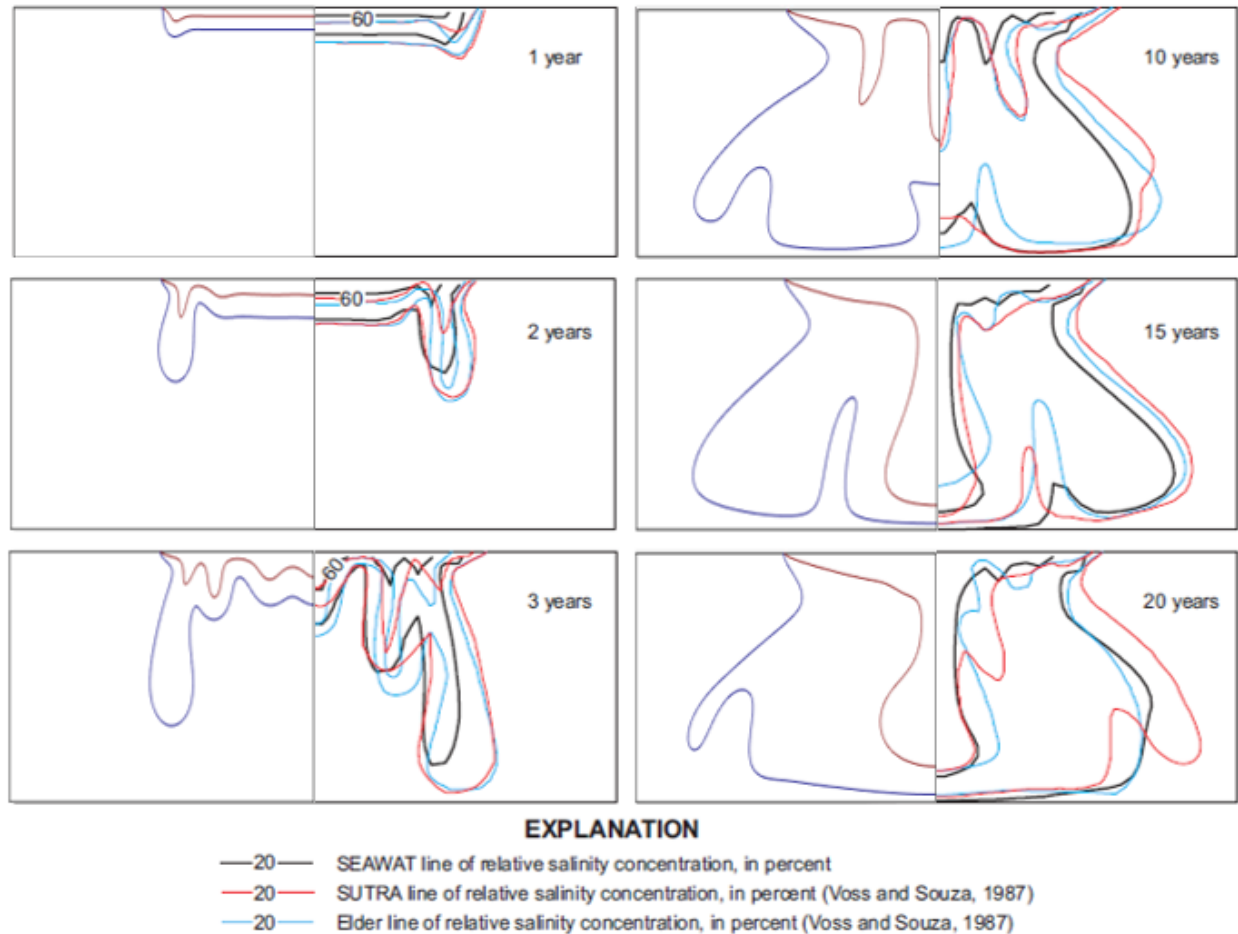 60
1 year
10 years
60
2 years
15 years
60
3 years
20 years
EXPLANATION
20 SEAWAT line of relative salinity concentration, in percent
20 SUTRA line of relative salinity concentration, in percent (Voss and Souza, 1987)
20 Elder line of relative salinity concentration, in percent (Voss and Souza, 1987)